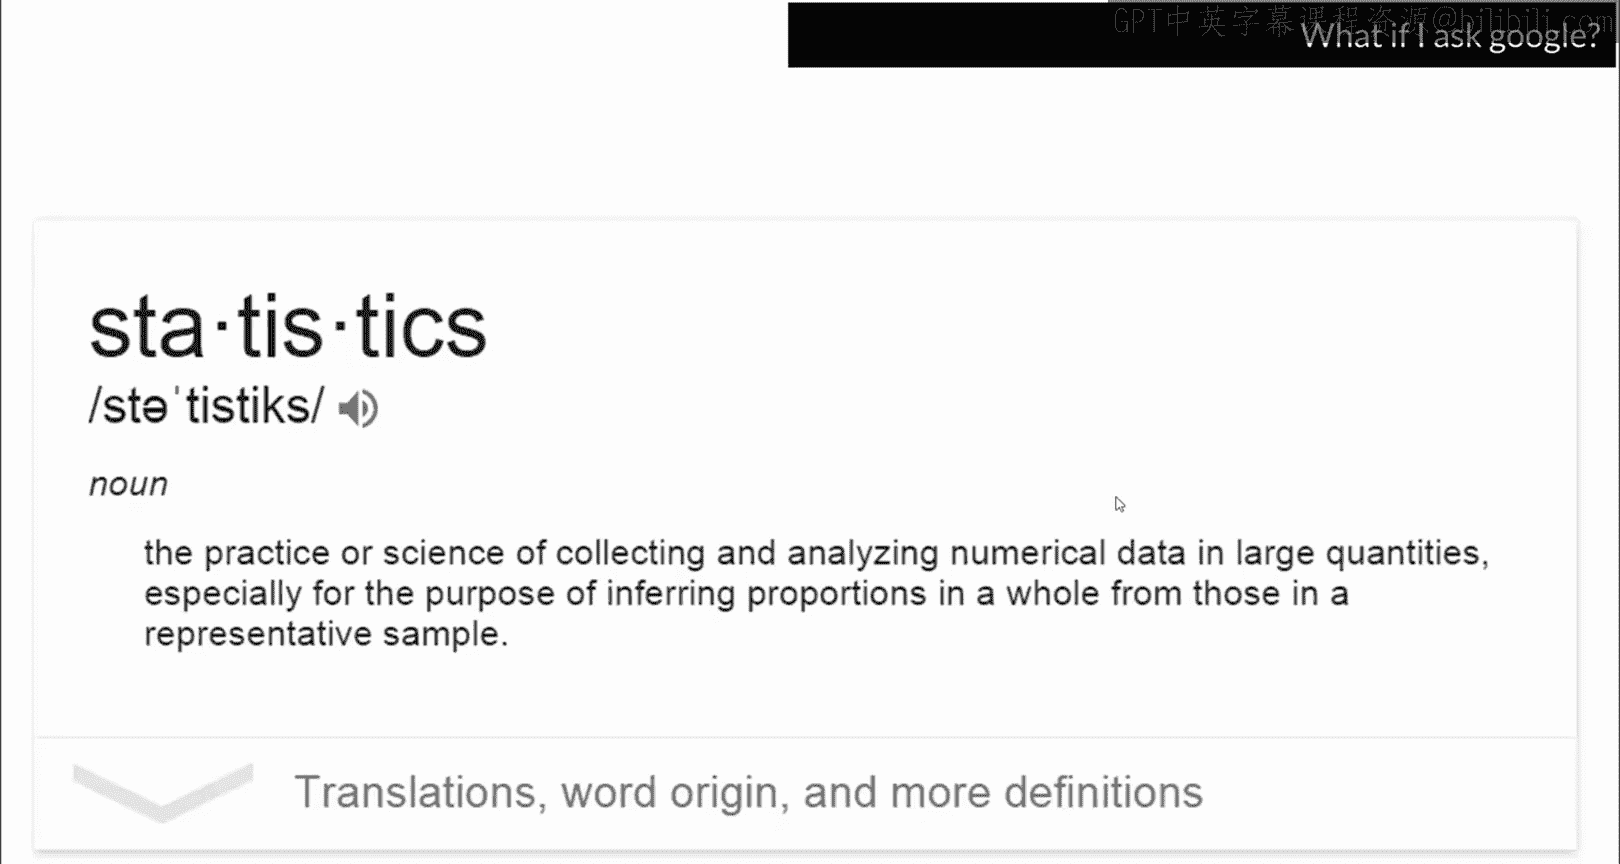 GPT中英字幕课程资源@bilibili.com
What if I ask google?
sta·tis·tics
/stəˈtistiks/
noun
the practice or science of collecting and analyzing numerical data in large quantities,
especially for the purpose of inferring proportions in a whole from those in a
representative sample.
Translations, word origin, and more definitions